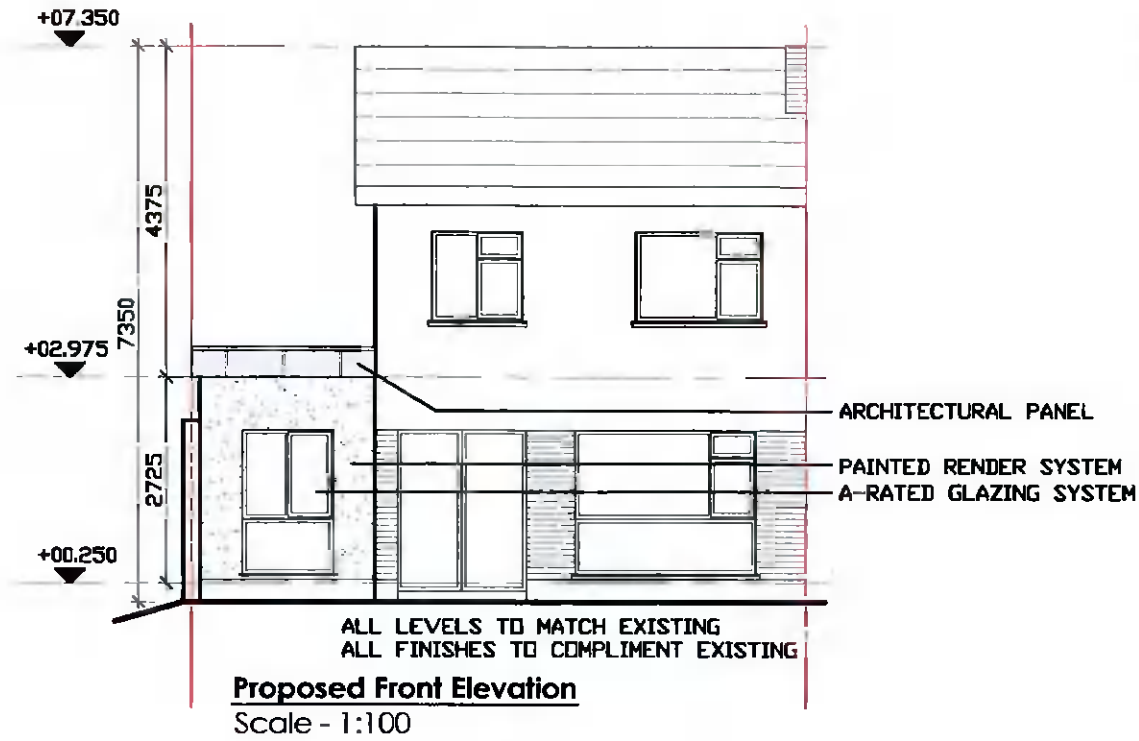 +07.350
4375
7350
+02.975
ARCHITECTURAL PANEL
PAINTED RENDER SYSTEM
A-RATED GLAZING SYSTEM
2725
+00.250
ALL LEVELS TO MATCH EXISTING
ALL FINISHES TO COMPLIMENT EXISTING
Proposed Front Elevation
Scale - 1:100